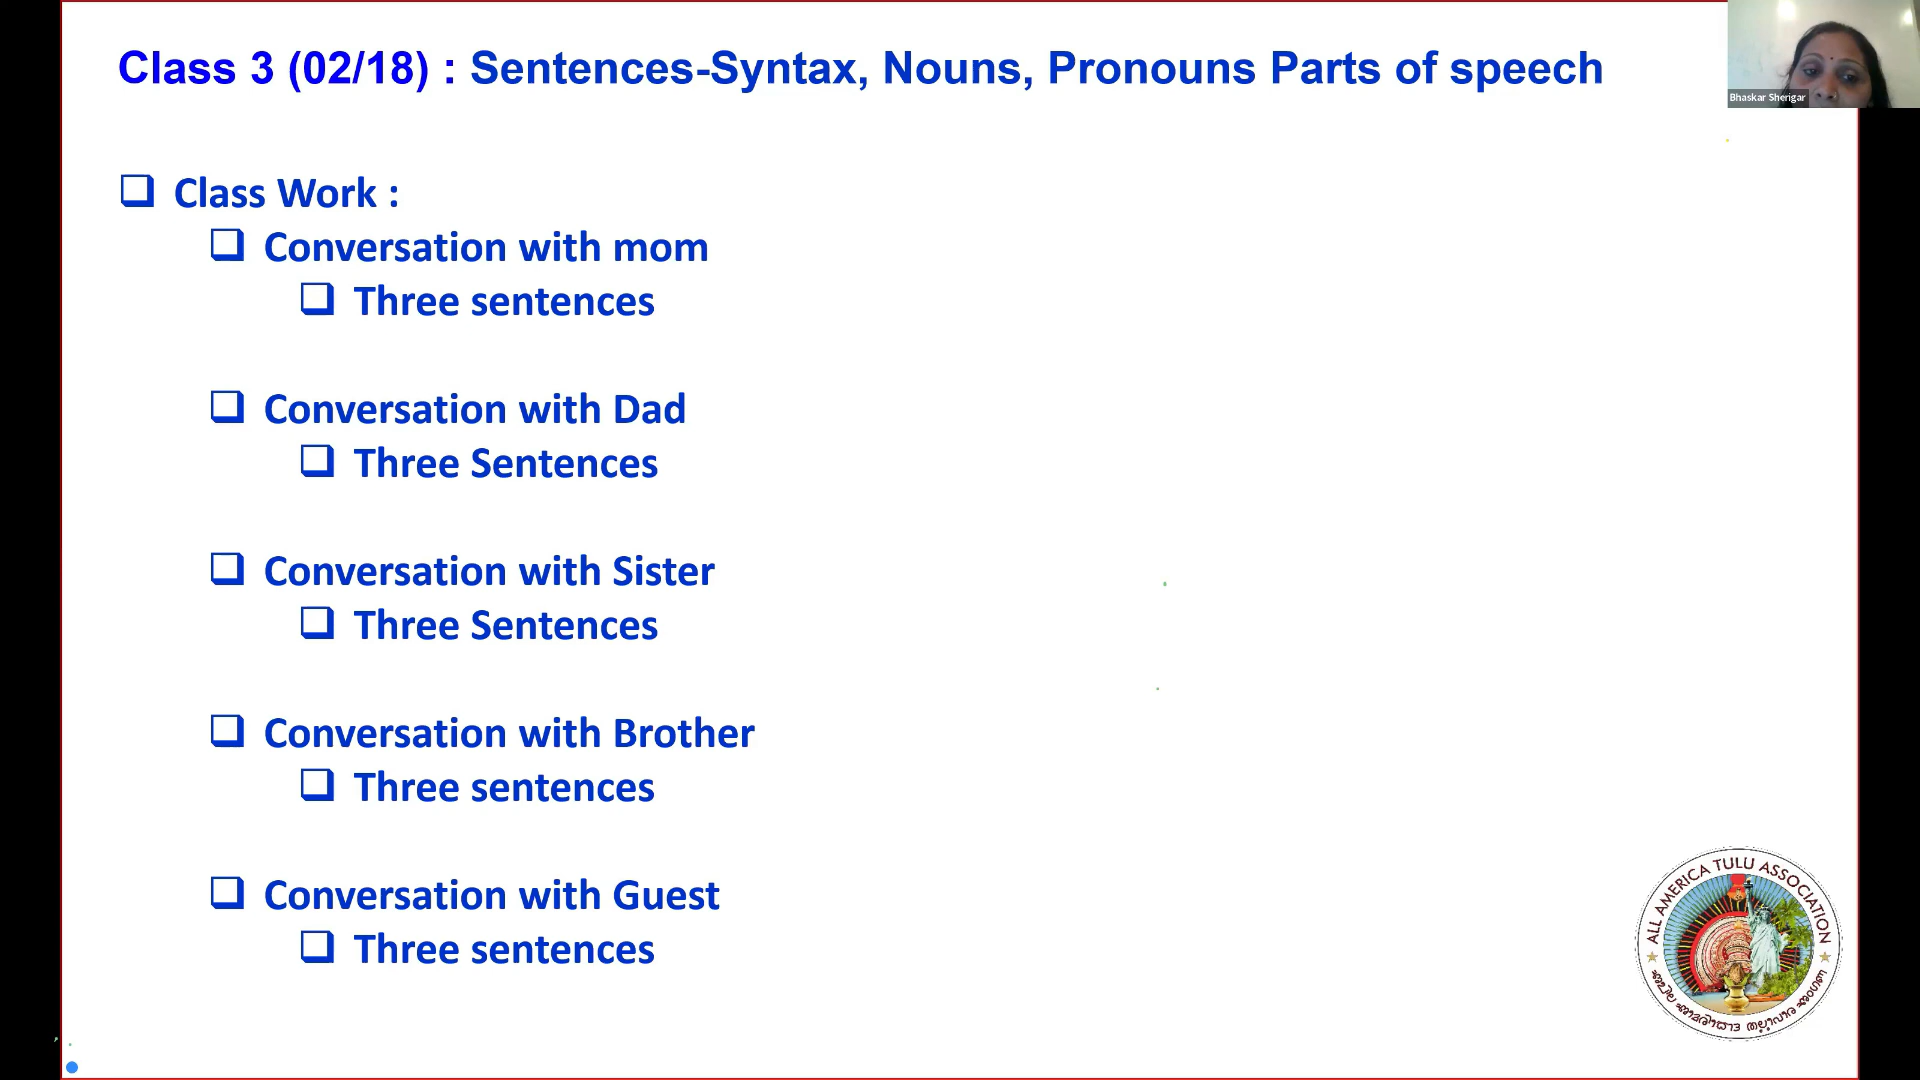 Class 3 (02/18) : Sentences-Syntax, Nouns, Pronouns Parts of speech
Bhaskar Sherigar
❑ Class Work :
❑ Conversation with mom
❑ Three sentences
❑ Conversation with Dad
❑ Three Sentences
❑ Conversation with Sister
❑ Three Sentences
❑ Conversation with Brother
❑ Three sentences
❑ Conversation with Guest
❑ Three sentences
ALL AMERICA TULU ASSOCIATION